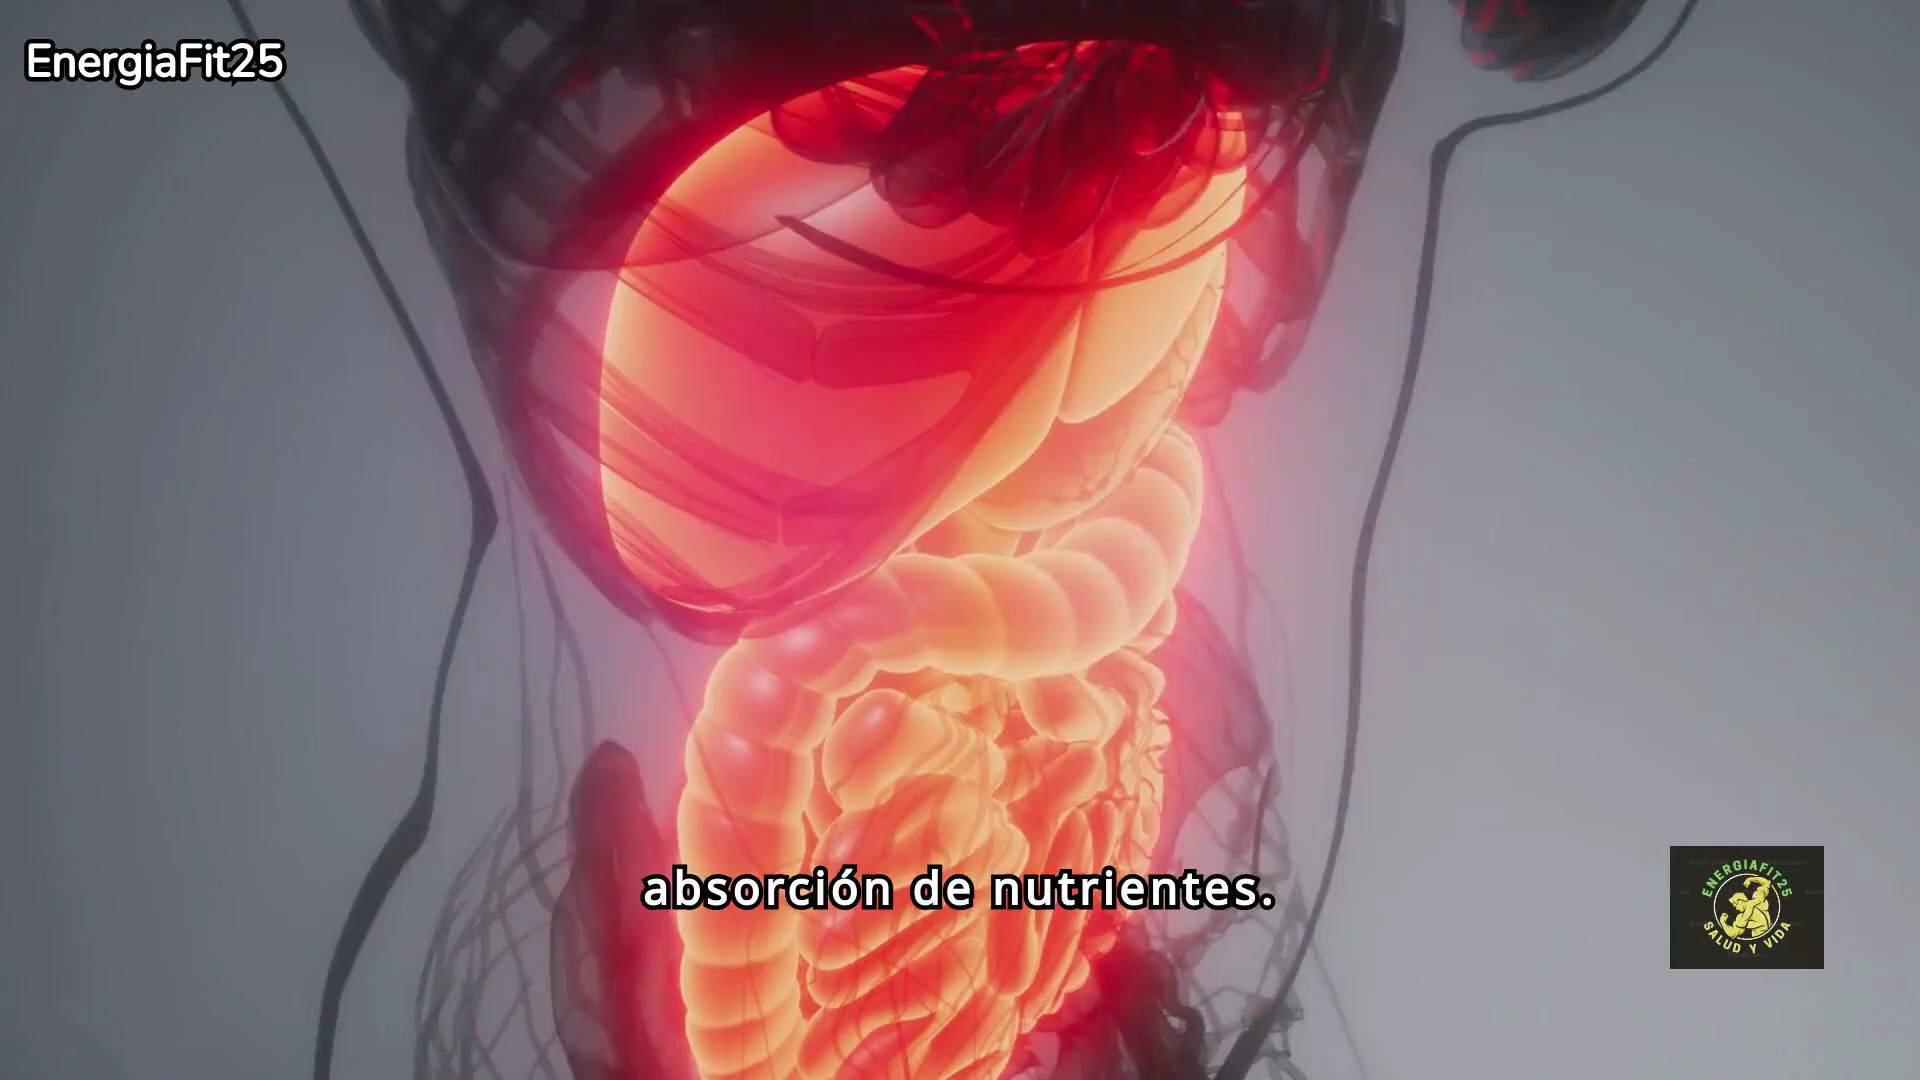 EnergiaFit25
absorción de nutrientes.
ENERGIAFIT25
SALUD Y VIDA